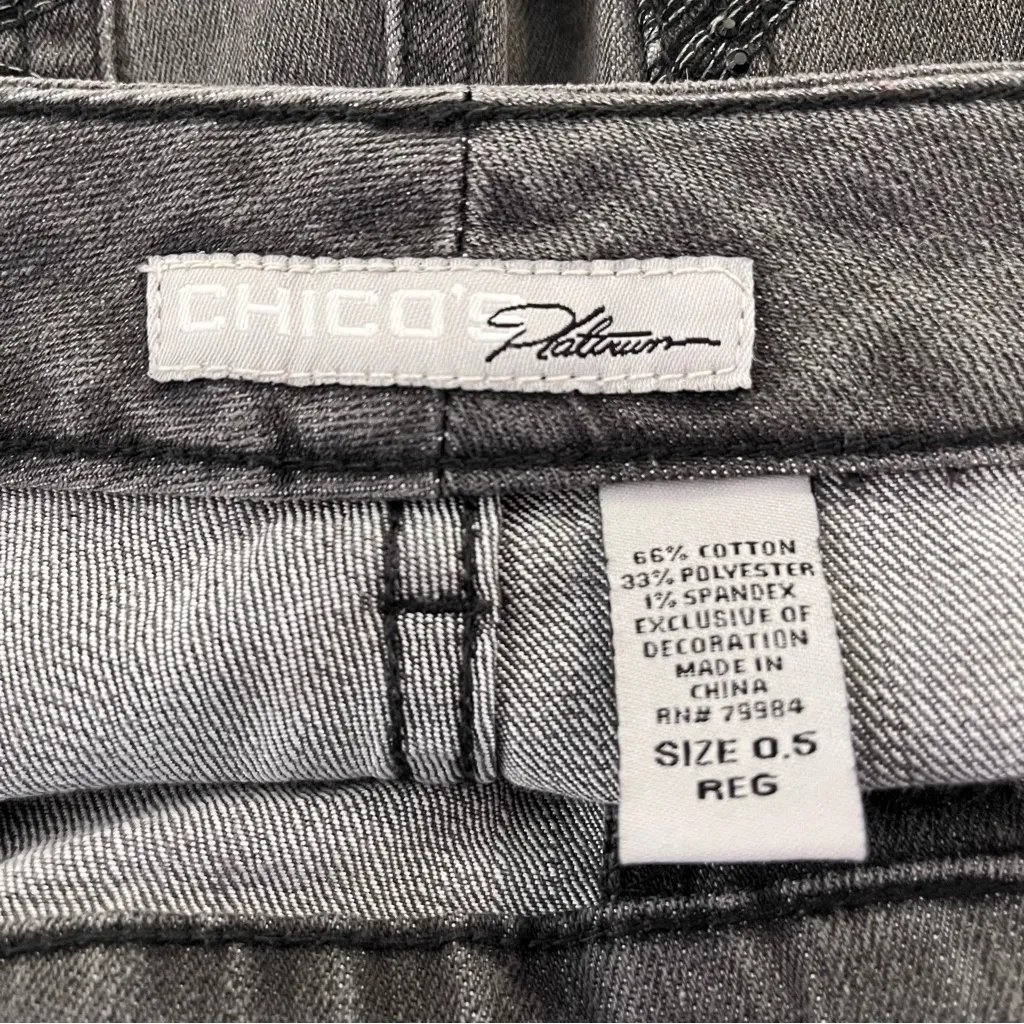 CHICO'S Platinum
66% COTTON
33% POLYESTER
1% SPANDEX
EXCLUSIVE OF
DECORATION
MADE IN
CHINA
RN# 79984
SIZE 0.5
REG